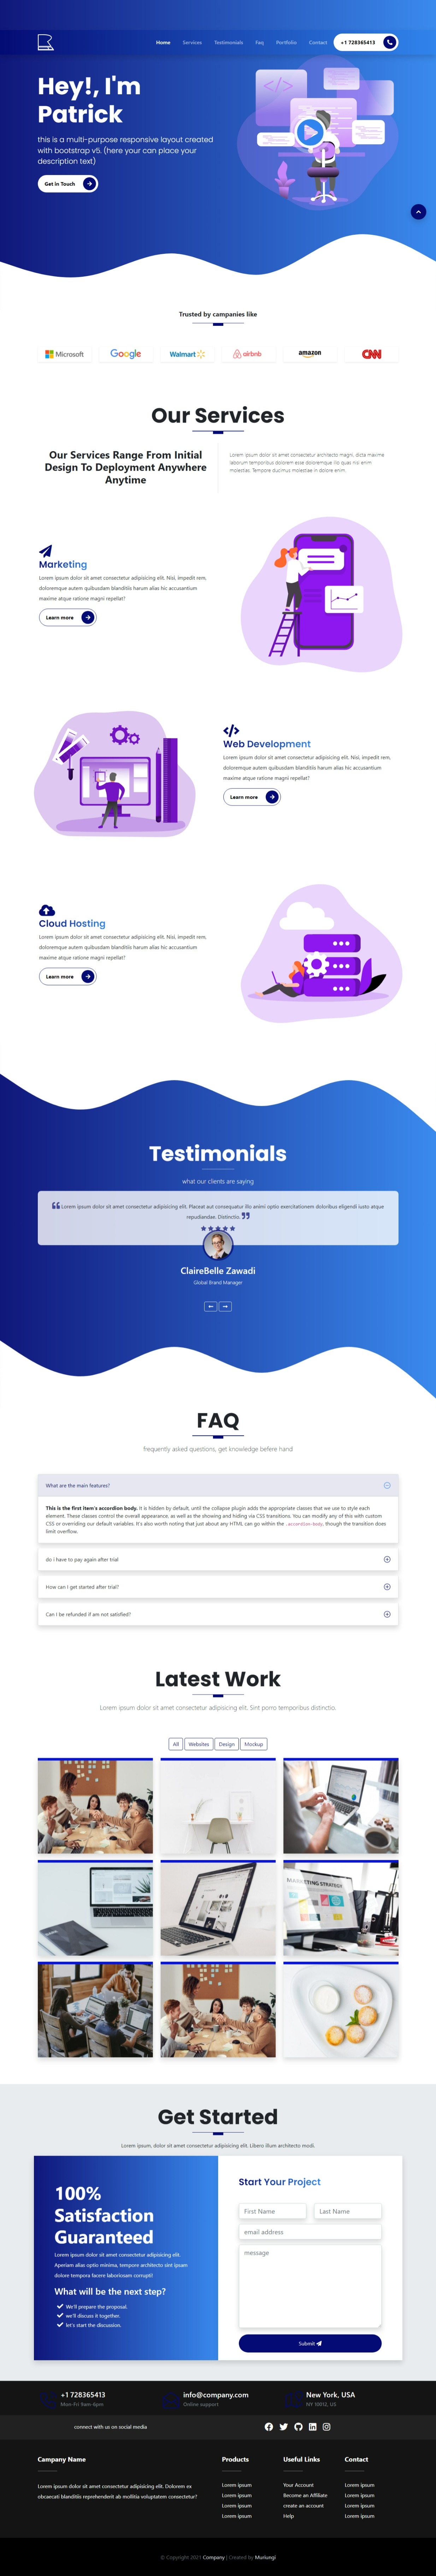 Home Services Testimonials Faq Portfolio Contact +1 728365413
Hey!, I'm
Patrick
this is a multi-purpose responsive layout created
with bootstrap v5. (here your can place your
description text)
Get in Touch
Trusted by companies like
Microsoft Google Walmart airbnb amazon CNN
Our Services
Our Services Range From Initial
Design To Deployment Anywhere
Anytime
Lorem ipsum dolor sit amet consectetur architecto magni, dicta maxime
laborum temporibus dolorem esse doloremque illo quas nisi enim
molestias. Tempore ducimus molestiae in dolore enim.
Marketing
Lorem ipsum dolor sit amet consectetur adipisicing elit. Nisi, impedit rem,
doloremque autem quibusdam blanditiis harum alias hic accusantium
maxime atque ratione magni repellat?
Learn more
Web Development
Lorem ipsum dolor sit amet consectetur adipisicing elit. Nisi, impedit rem,
doloremque autem quibusdam blanditiis harum alias hic accusantium
maxime atque ratione magni repellat?
Learn more
Cloud Hosting
Lorem ipsum dolor sit amet consectetur adipisicing elit. Nisi, impedit rem,
doloremque autem quibusdam blanditiis harum alias hic accusantium
maxime atque ratione magni repellat?
Learn more
Testimonials
what our clients are saying
Lorem ipsum dolor sit amet consectetur adipisicing elit. Placeat aut consequatur illo animi optio exercitationem doloribus eligendi iusto atque
repudiandae. Distinctio.
ClaireBelle Zawadi
Global Brand Manager
FAQ
frequently asked questions, get knowledge befere hand
What are the main features?
This is the first item's accordion body. It is hidden by default, until the collapse plugin adds the appropriate classes that we use to style each
element. These classes control the overall appearance, as well as the showing and hiding via CSS transitions. You can modify any of this with custom
CSS or overriding our default variables. It's also worth noting that just about any HTML can go within the .accordion-body, though the transition does
limit overflow.
do i have to pay again after trial
How can I get started after trial?
Can I be refunded if am not satisfied?
Latest Work
Lorem ipsum dolor sit amet consectetur adipisicing elit. Sint porro temporibus distinctio.
All Websites Design Mockup
MARKETING STRATEGY
Get Started
Lorem ipsum, dolor sit amet consectetur adipisicing elit. Libero illum architecto modi.
100%
Satisfaction
Guaranteed
Lorem ipsum dolor sit amet consectetur adipisicing elit.
Aperiam alias optio minima, tempore architecto sint ipsum
dolore tempora facere laboriosam corrupti!
What will be the next step?
We'll prepare the proposal.
we'll discuss it together.
let's start the discussion.
Start Your Project
First Name Last Name
email address
message
Submit
+1 728365413
Mon-Fri 9am-6pm
info@company.com
Online support
New York, USA
NY 10012, US
connect with us on social media
Company Name
Lorem ipsum dolor sit amet consectetur adipisicing elit. Dolorem ex
obcaecati blanditiis reprehenderit ab mollitia voluptatem consectetur?
Products
Lorem ipsum
Lorem ipsum
Lorem ipsum
Lorem ipsum
Useful Links
Your Account
Become an Affiliate
create an account
Help
Contact
Lorem ipsum
Lorem ipsum
Lorem ipsum
Lorem ipsum
© Copyright 2021 Company | Created by Muriungi